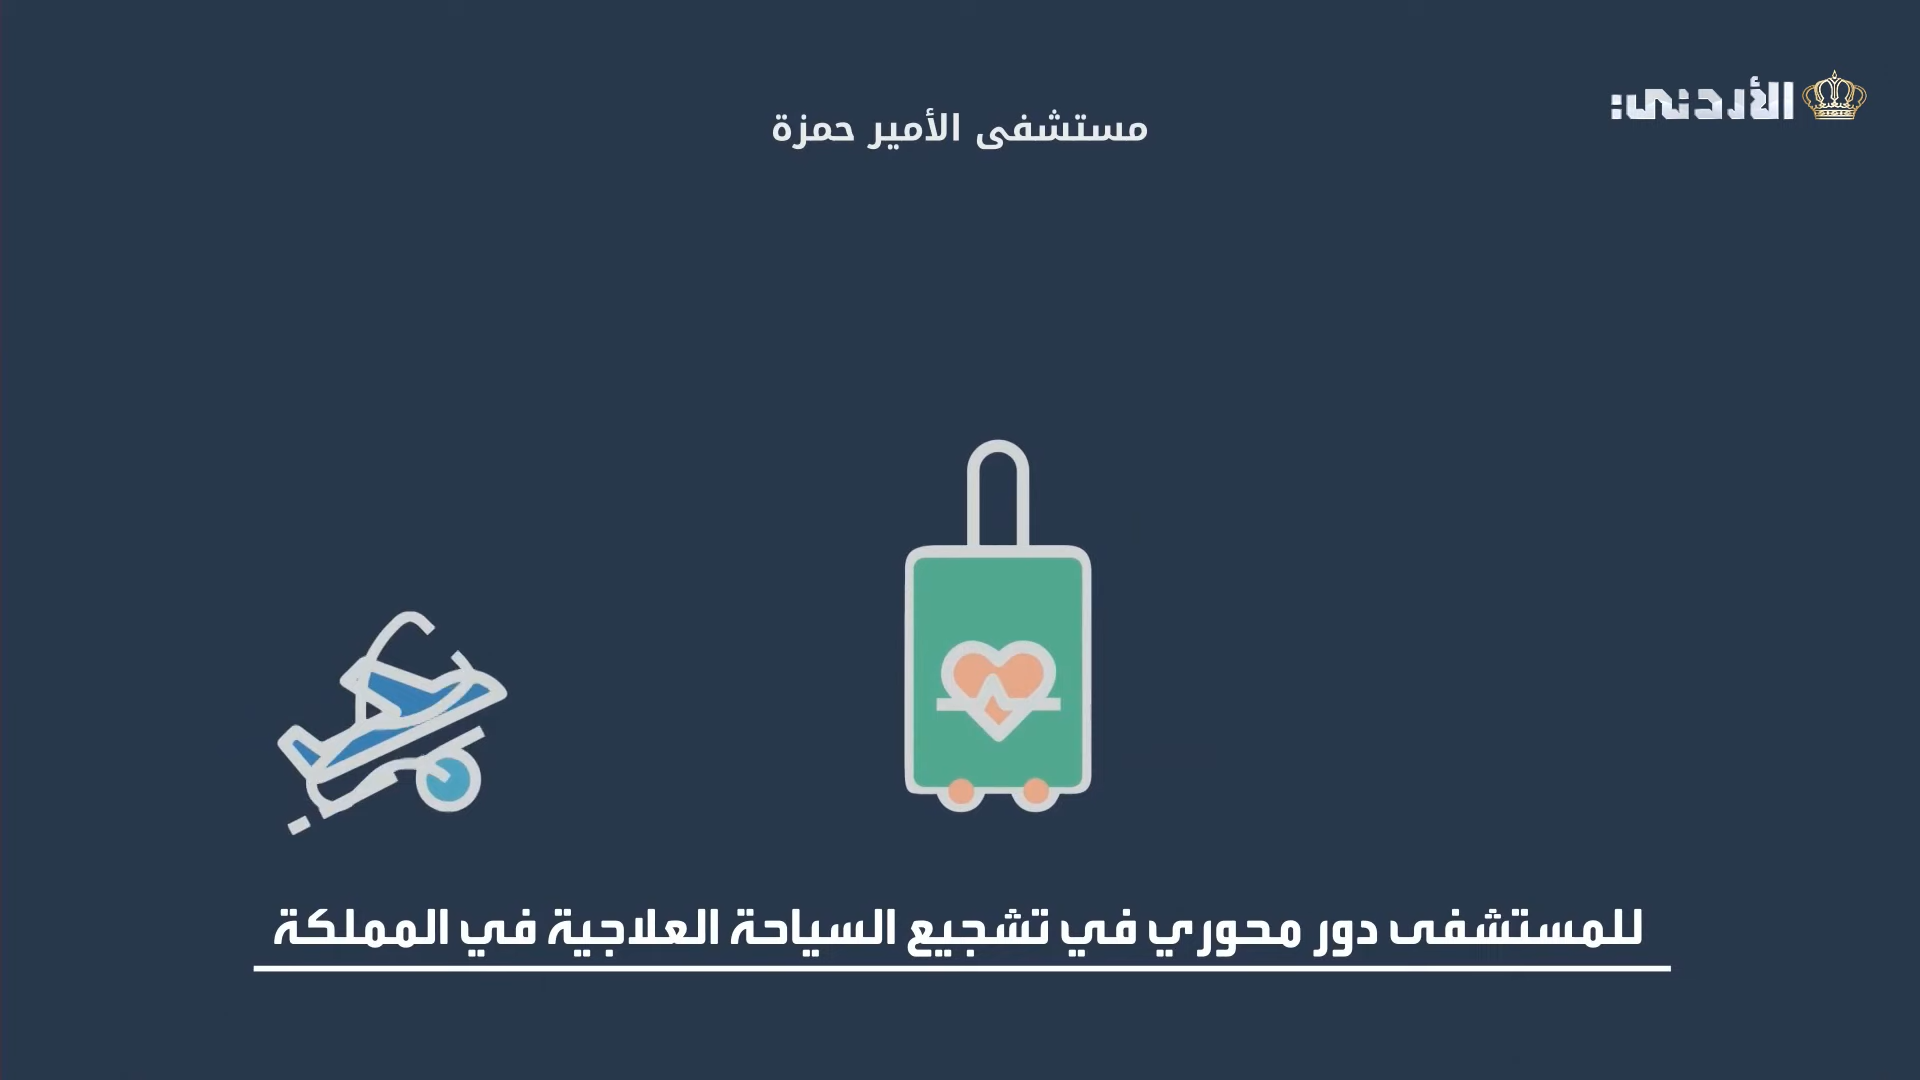 الأردني:
مستشفى الأمير حمزة
للمستشفى دور محوري في تشجيع السياحة العلاجية في المملكة